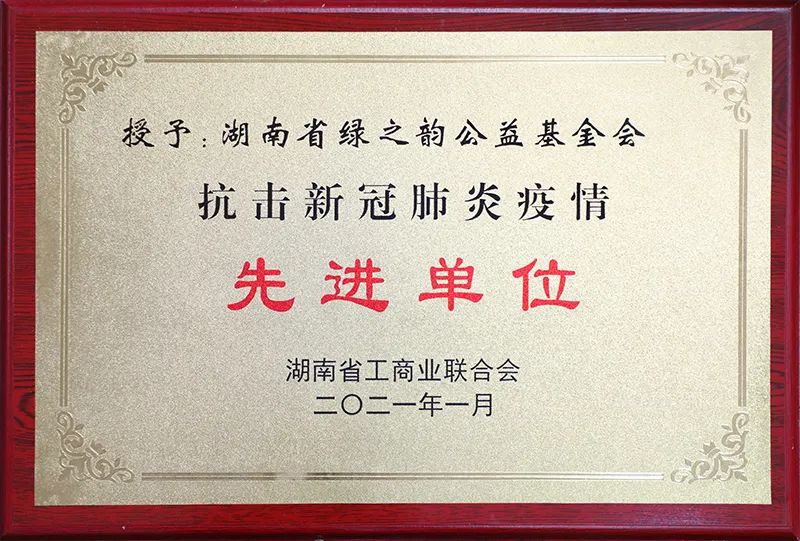 授予：湖南省绿之韵公益基金会
抗击新冠肺炎疫情
先进单位
湖南省工商业联合会
二〇二一年一月